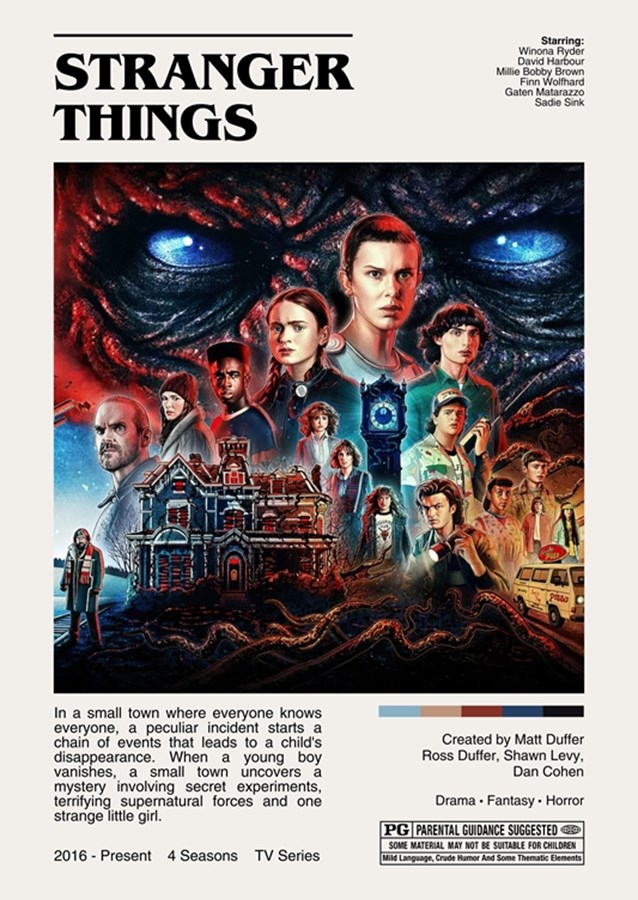 STRANGER
THINGS
Starring:
Winona Ryder
David Harbour
Millie Bobby Brown
Finn Wolfhard
Gaten Matarazzo
Sadie Sink
In a small town where everyone knows
everyone, a peculiar incident starts a
chain of events that leads to a child's
disappearance. When a young boy
vanishes, a small town uncovers a
mystery involving secret experiments,
terrifying supernatural forces and one
strange little girl.
2016 - Present 4 Seasons TV Series
Created by Matt Duffer
Ross Duffer, Shawn Levy,
Dan Cohen
Drama • Fantasy • Horror
PG PARENTAL GUIDANCE SUGGESTED
SOME MATERIAL MAY NOT BE SUITABLE FOR CHILDREN
Mild Language, Crude Humor And Some Thematic Elements